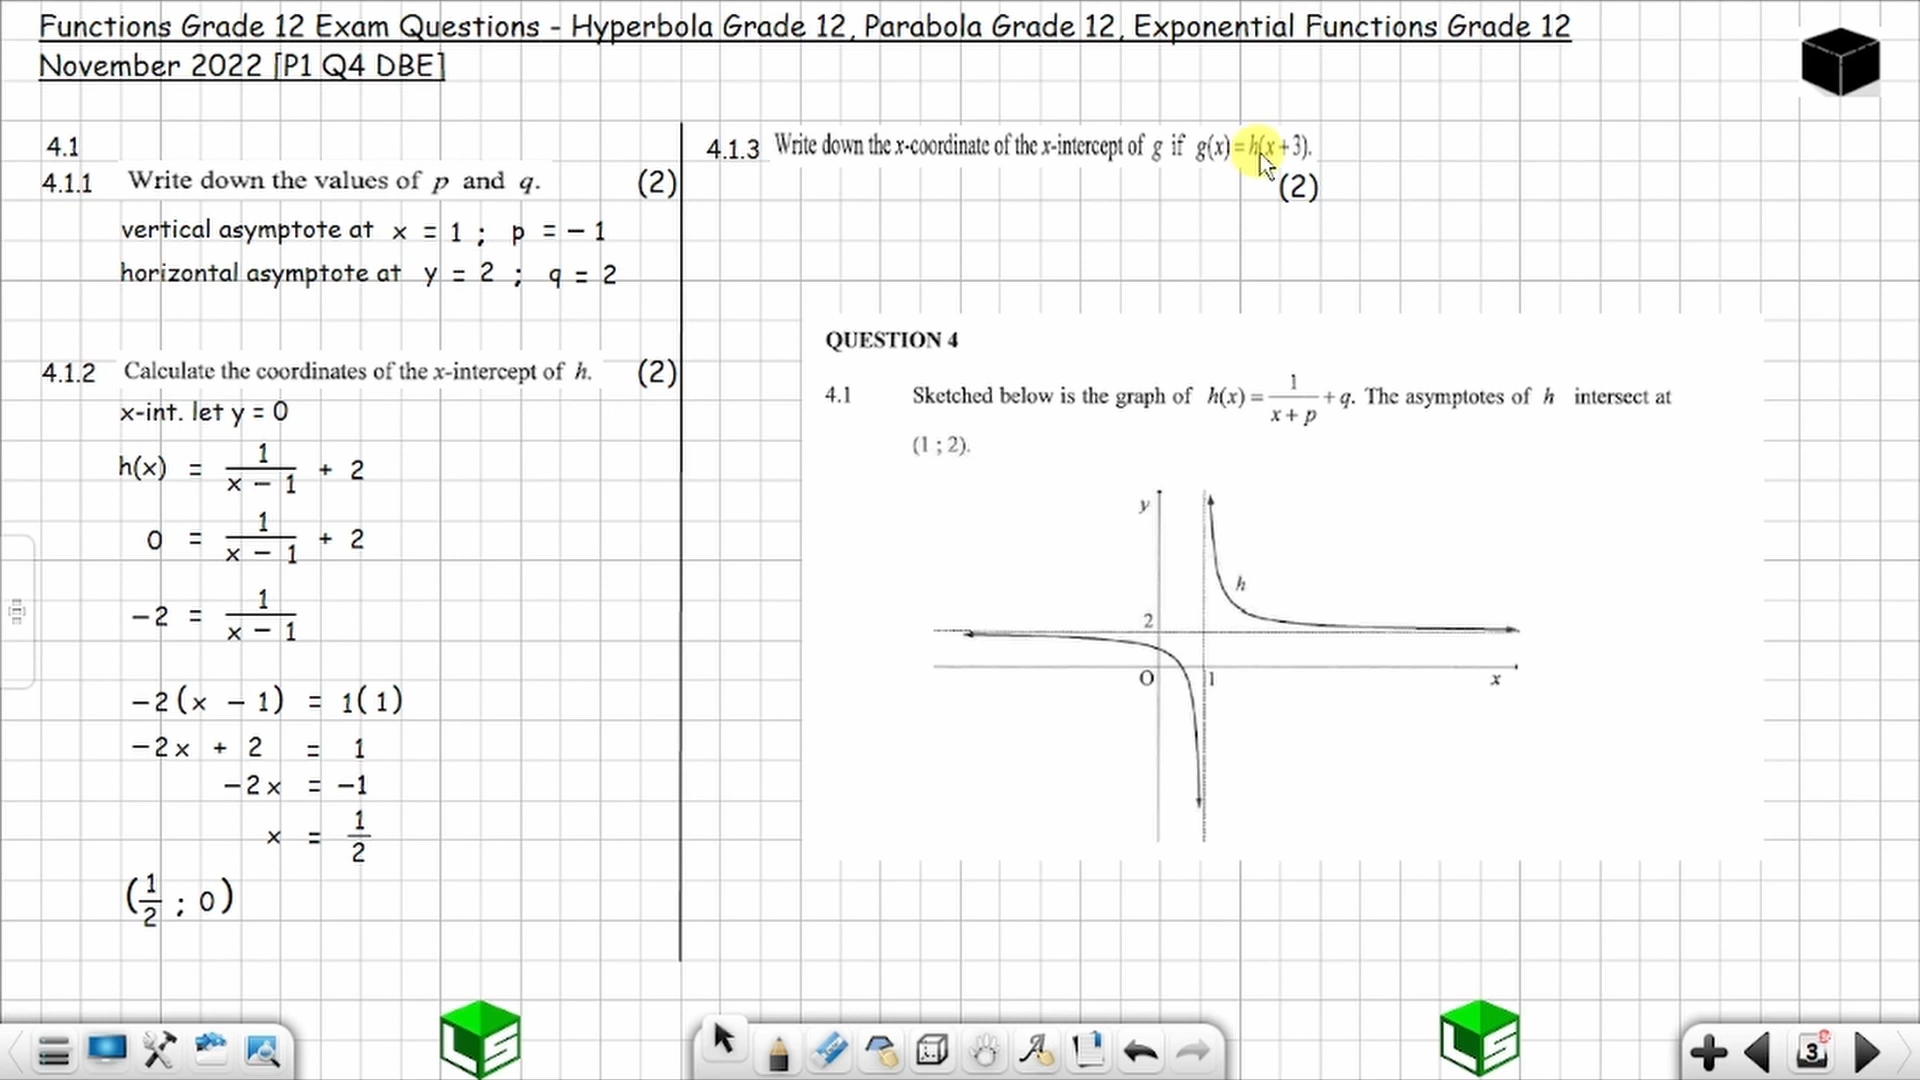 Functions Grade 12 Exam Questions - Hyperbola Grade 12, Parabola Grade 12, Exponential Functions Grade 12
November 2022 [P1 Q4 DBE]
4.1
4.1.1 Write down the values of p and q. (2)
vertical asymptote at x = 1 ; p = − 1
horizontal asymptote at y = 2 ; q = 2
4.1.2 Calculate the coordinates of the x-intercept of h. (2)
x-int. let y = 0
h(x) = 1/(x − 1) + 2
0 = 1/(x − 1) + 2
−2 = 1/(x − 1)
−2(x − 1) = 1(1)
−2x + 2 = 1
−2x = −1
x = 1/2
(1/2 ; 0)
4.1.3 Write down the x-coordinate of the x-intercept of g if g(x) = h(x+3).
(2)
QUESTION 4
4.1 Sketched below is the graph of h(x) = 1/(x + p) + q. The asymptotes of h intersect at
(1 ; 2).
y
h
2
O 1 x
LS
LS
3